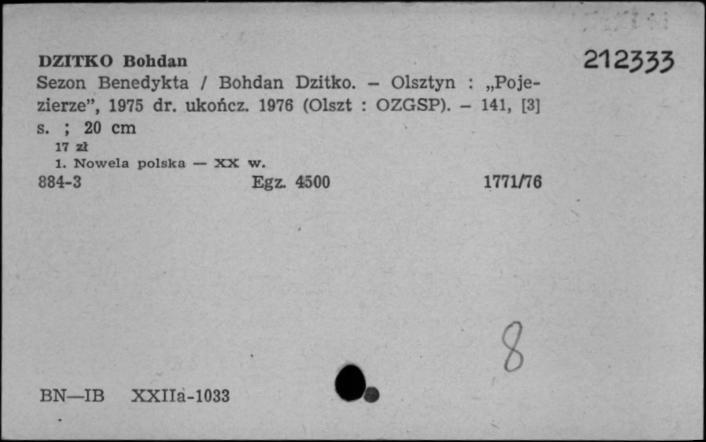 DZITKO Bohdan
212333
Sezon Benedykta / Bohdan Dzitko. – Olsztyn : „Poje-
zierze”, 1975 dr. ukończ. 1976 (Olszt : OZGSP). – 141, [3]
s. ; 20 cm
17 zł
1. Nowela polska — XX w.
884-3 Egz. 4500 1771/76
8
BN—IB XXIIa-1033